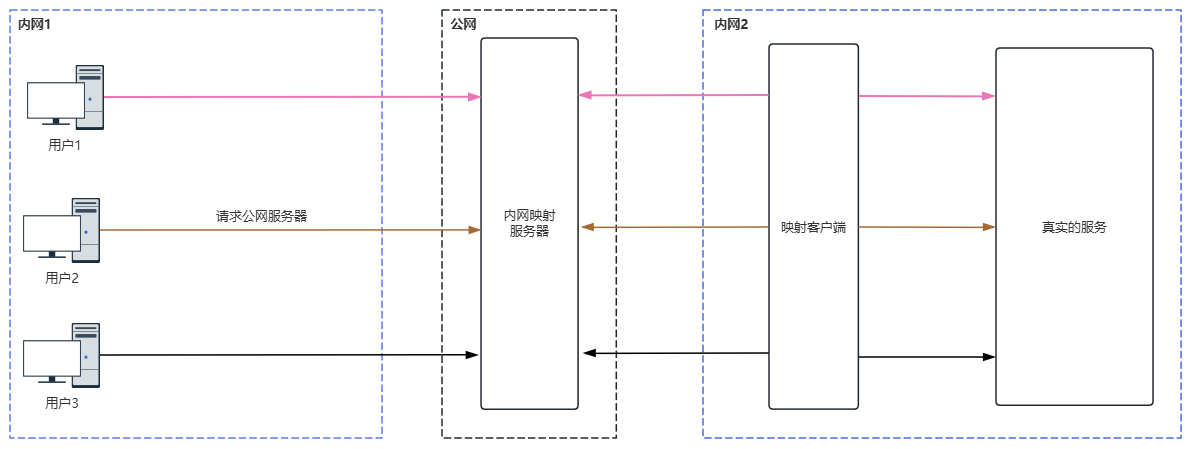 内网1
公网
内网2
用户1
请求公网服务器
用户2
用户3
内网映射
服务器
映射客户端
真实的服务